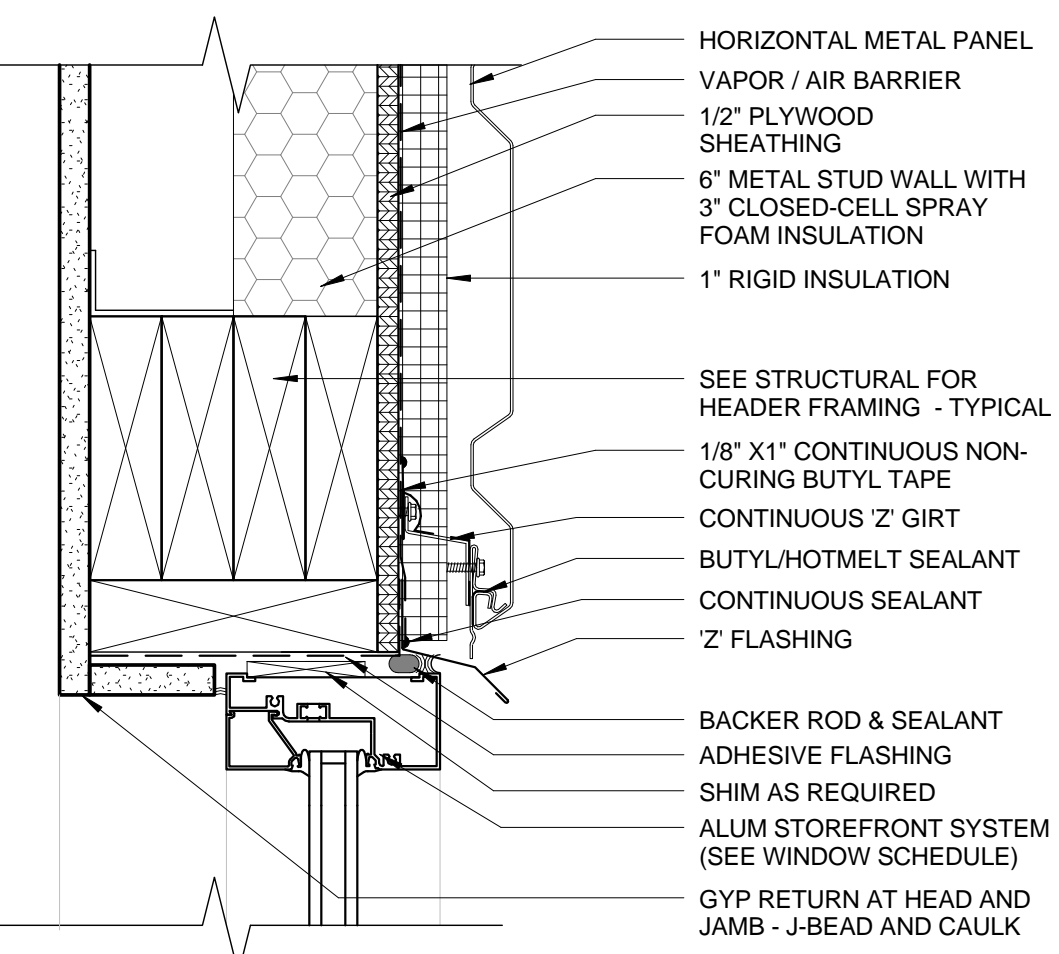 HORIZONTAL METAL PANEL
VAPOR / AIR BARRIER
1/2" PLYWOOD
SHEATHING
6" METAL STUD WALL WITH
3" CLOSED-CELL SPRAY
FOAM INSULATION
1" RIGID INSULATION
SEE STRUCTURAL FOR
HEADER FRAMING - TYPICAL
1/8" X1" CONTINUOUS NON-
CURING BUTYL TAPE
CONTINUOUS 'Z' GIRT
BUTYL/HOTMELT SEALANT
CONTINUOUS SEALANT
'Z' FLASHING
BACKER ROD & SEALANT
ADHESIVE FLASHING
SHIM AS REQUIRED
ALUM STOREFRONT SYSTEM
(SEE WINDOW SCHEDULE)
GYP RETURN AT HEAD AND
JAMB - J-BEAD AND CAULK